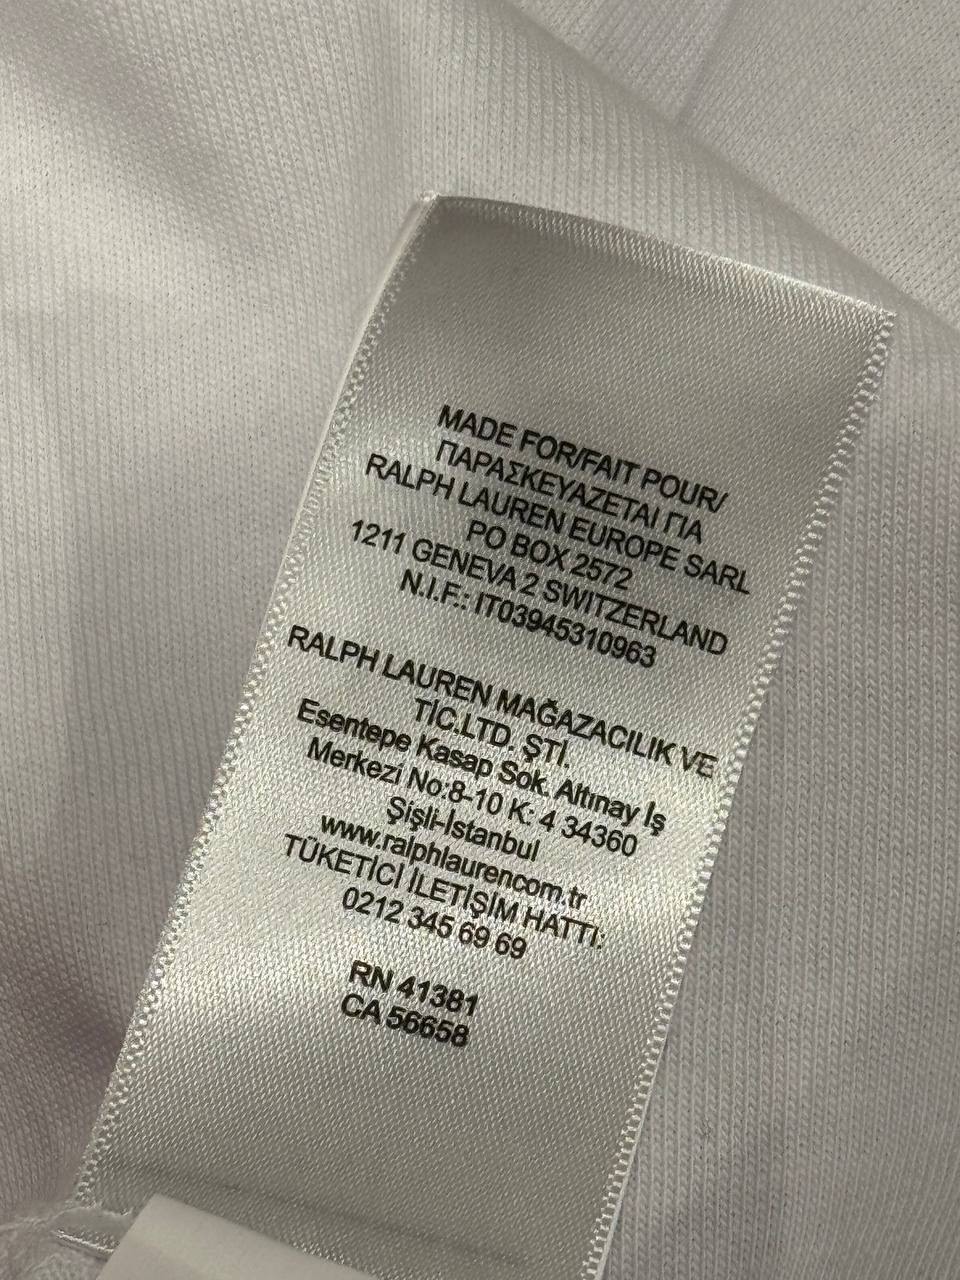 MADE FOR/FAIT POUR/
ΠΑΡΑΣΚΕΥΑΖΕΤΑΙ ΓΙΑ
RALPH LAUREN EUROPE SARL
PO BOX 2572
1211 GENEVA 2 SWITZERLAND
N.I.F.: IT03945310963
RALPH LAUREN MAĞAZACILIK VE
TİC.LTD. ŞTİ.
Esentepe Kasap Sok. Altınay İş
Merkezi No:8-10 K: 4 34360
Şişli-İstanbul
www.ralphlaurencom.tr
TÜKETİCİ İLETİŞİM HATTI:
0212 345 69 69
RN 41381
CA 56658